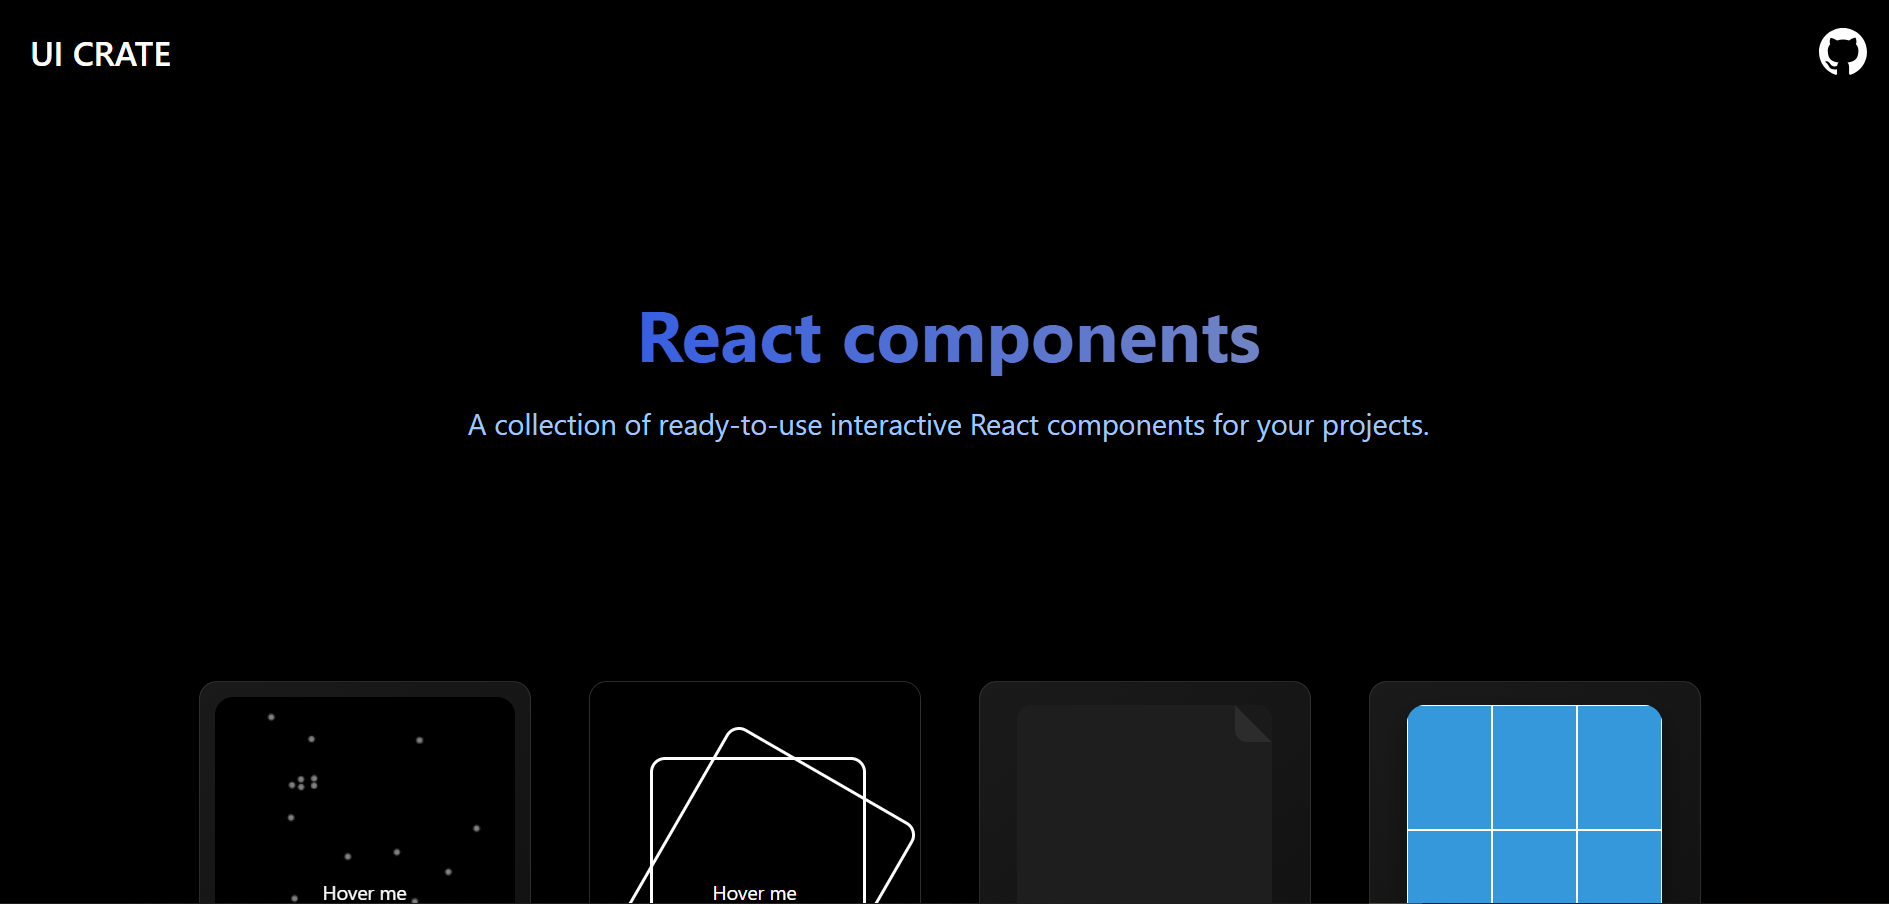 UI CRATE
React components
A collection of ready-to-use interactive React components for your projects.
Hover me
Hover me